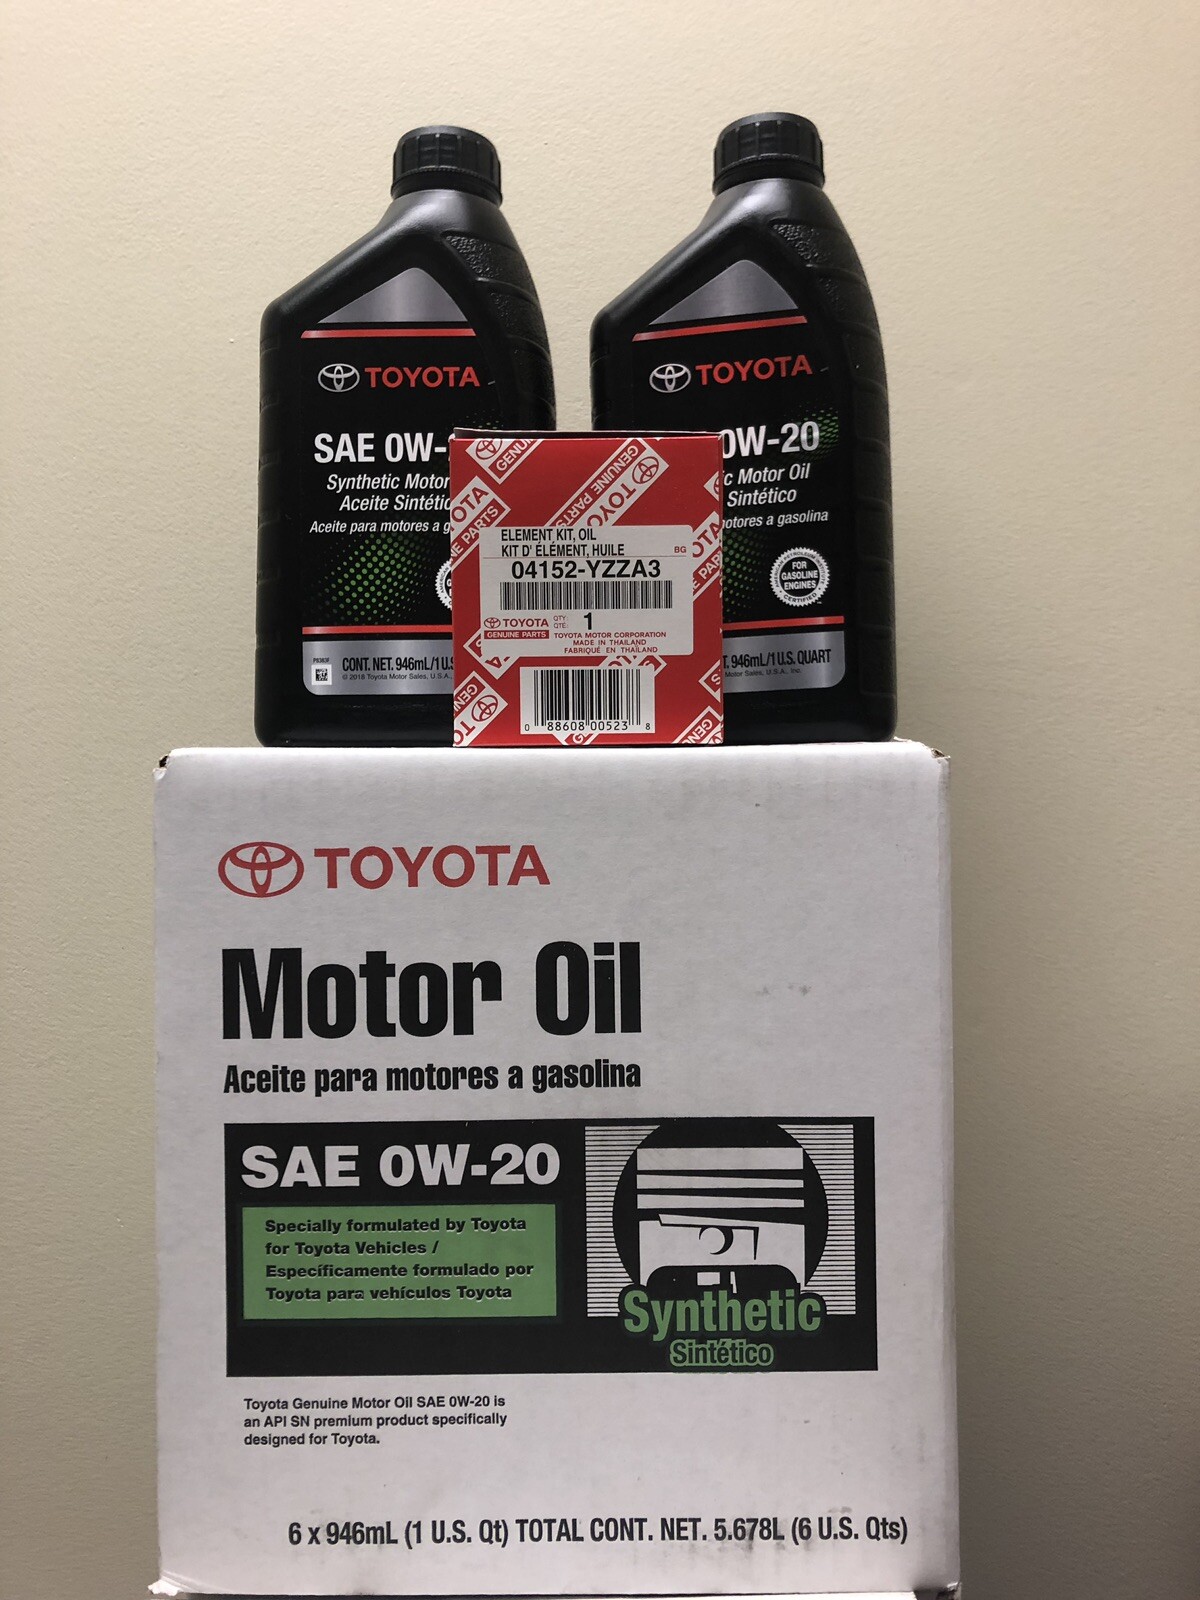 TOYOTA
SAE 0W-
Synthetic Motor
Aceite Sintétic
Aceite para motores a g
CONT. NET. 946mL/1 U.S
© 2018 Toyota Motor Sales, U.S.A.,
TOYOTA
0W-20
c Motor Oil
Sintético
motores a gasolina
FOR
GASOLINE
ENGINES
CERTIFIED
T. 946mL/1 U.S. QUART
Motor Sales, U.S.A., Inc.
GENUINE PARTS
TOYO
ELEMENT KIT, OIL
KIT D' ÉLÉMENT, HUILE
BG
04152-YZZA3
TOYOTA
GENUINE PARTS
QTY:
QTE:
1
TOYOTA MOTOR CORPORATION
MADE IN THAILAND
FABRIQUÉ EN THAÏLAND
0 88608 00523 8
TOYOTA
Motor Oil
Aceite para motores a gasolina
SAE 0W-20
Specially formulated by Toyota
for Toyota Vehicles /
Específicamente formulado por
Toyota para vehículos Toyota
Synthetic
Sintético
Toyota Genuine Motor Oil SAE 0W-20 is
an API SN premium product specifically
designed for Toyota.
6 x 946mL (1 U.S. Qt) TOTAL CONT. NET. 5.678L (6 U.S. Qts)